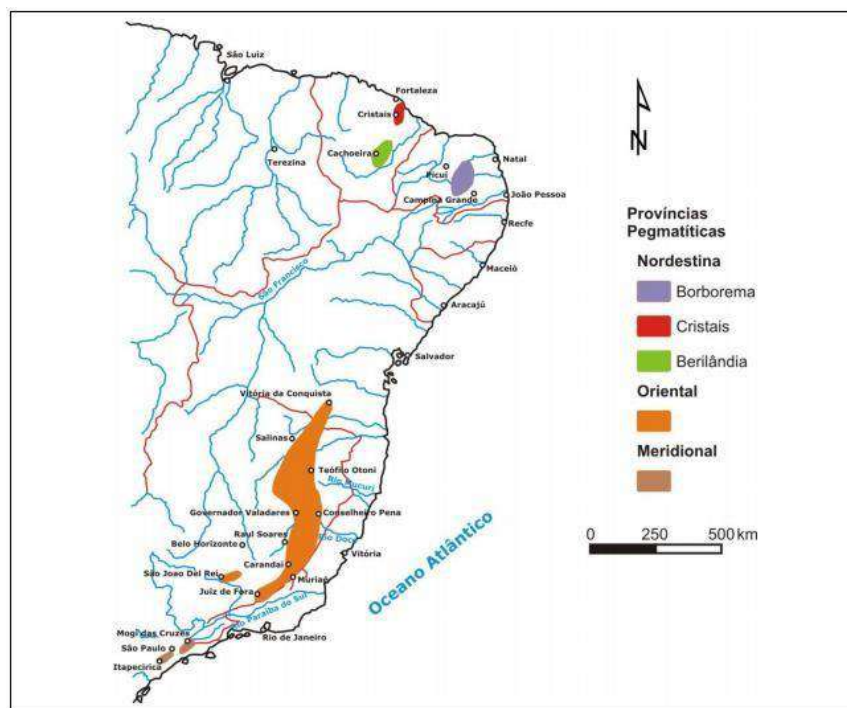 São Luiz
Fortaleza
Cristais
Cachoeira
Terezina
Picuí
Natal
Campina Grande
João Pessoa
Recfe
São Francisco
Maceiò
Aracajú
Salvador
Vitória da Conquista
Salinas
Teófilo Otoni
Rio Mucuri
Governador Valadares
Conselheiro Pena
Raul Soares
Rio Doce
Belo Horizonte
Vitória
Carandaí
São Joao Del Rei
Muriaé
Juiz de Fora
Rio Paraiba do Sul
Mogi das Cruzes
Rio de Janeiro
São Paulo
Itapecirica
Oceano Atlântico
N
Províncias
Pegmatíticas
Nordestina
Borborema
Cristais
Berilândia
Oriental
Meridional
0 250 500 km